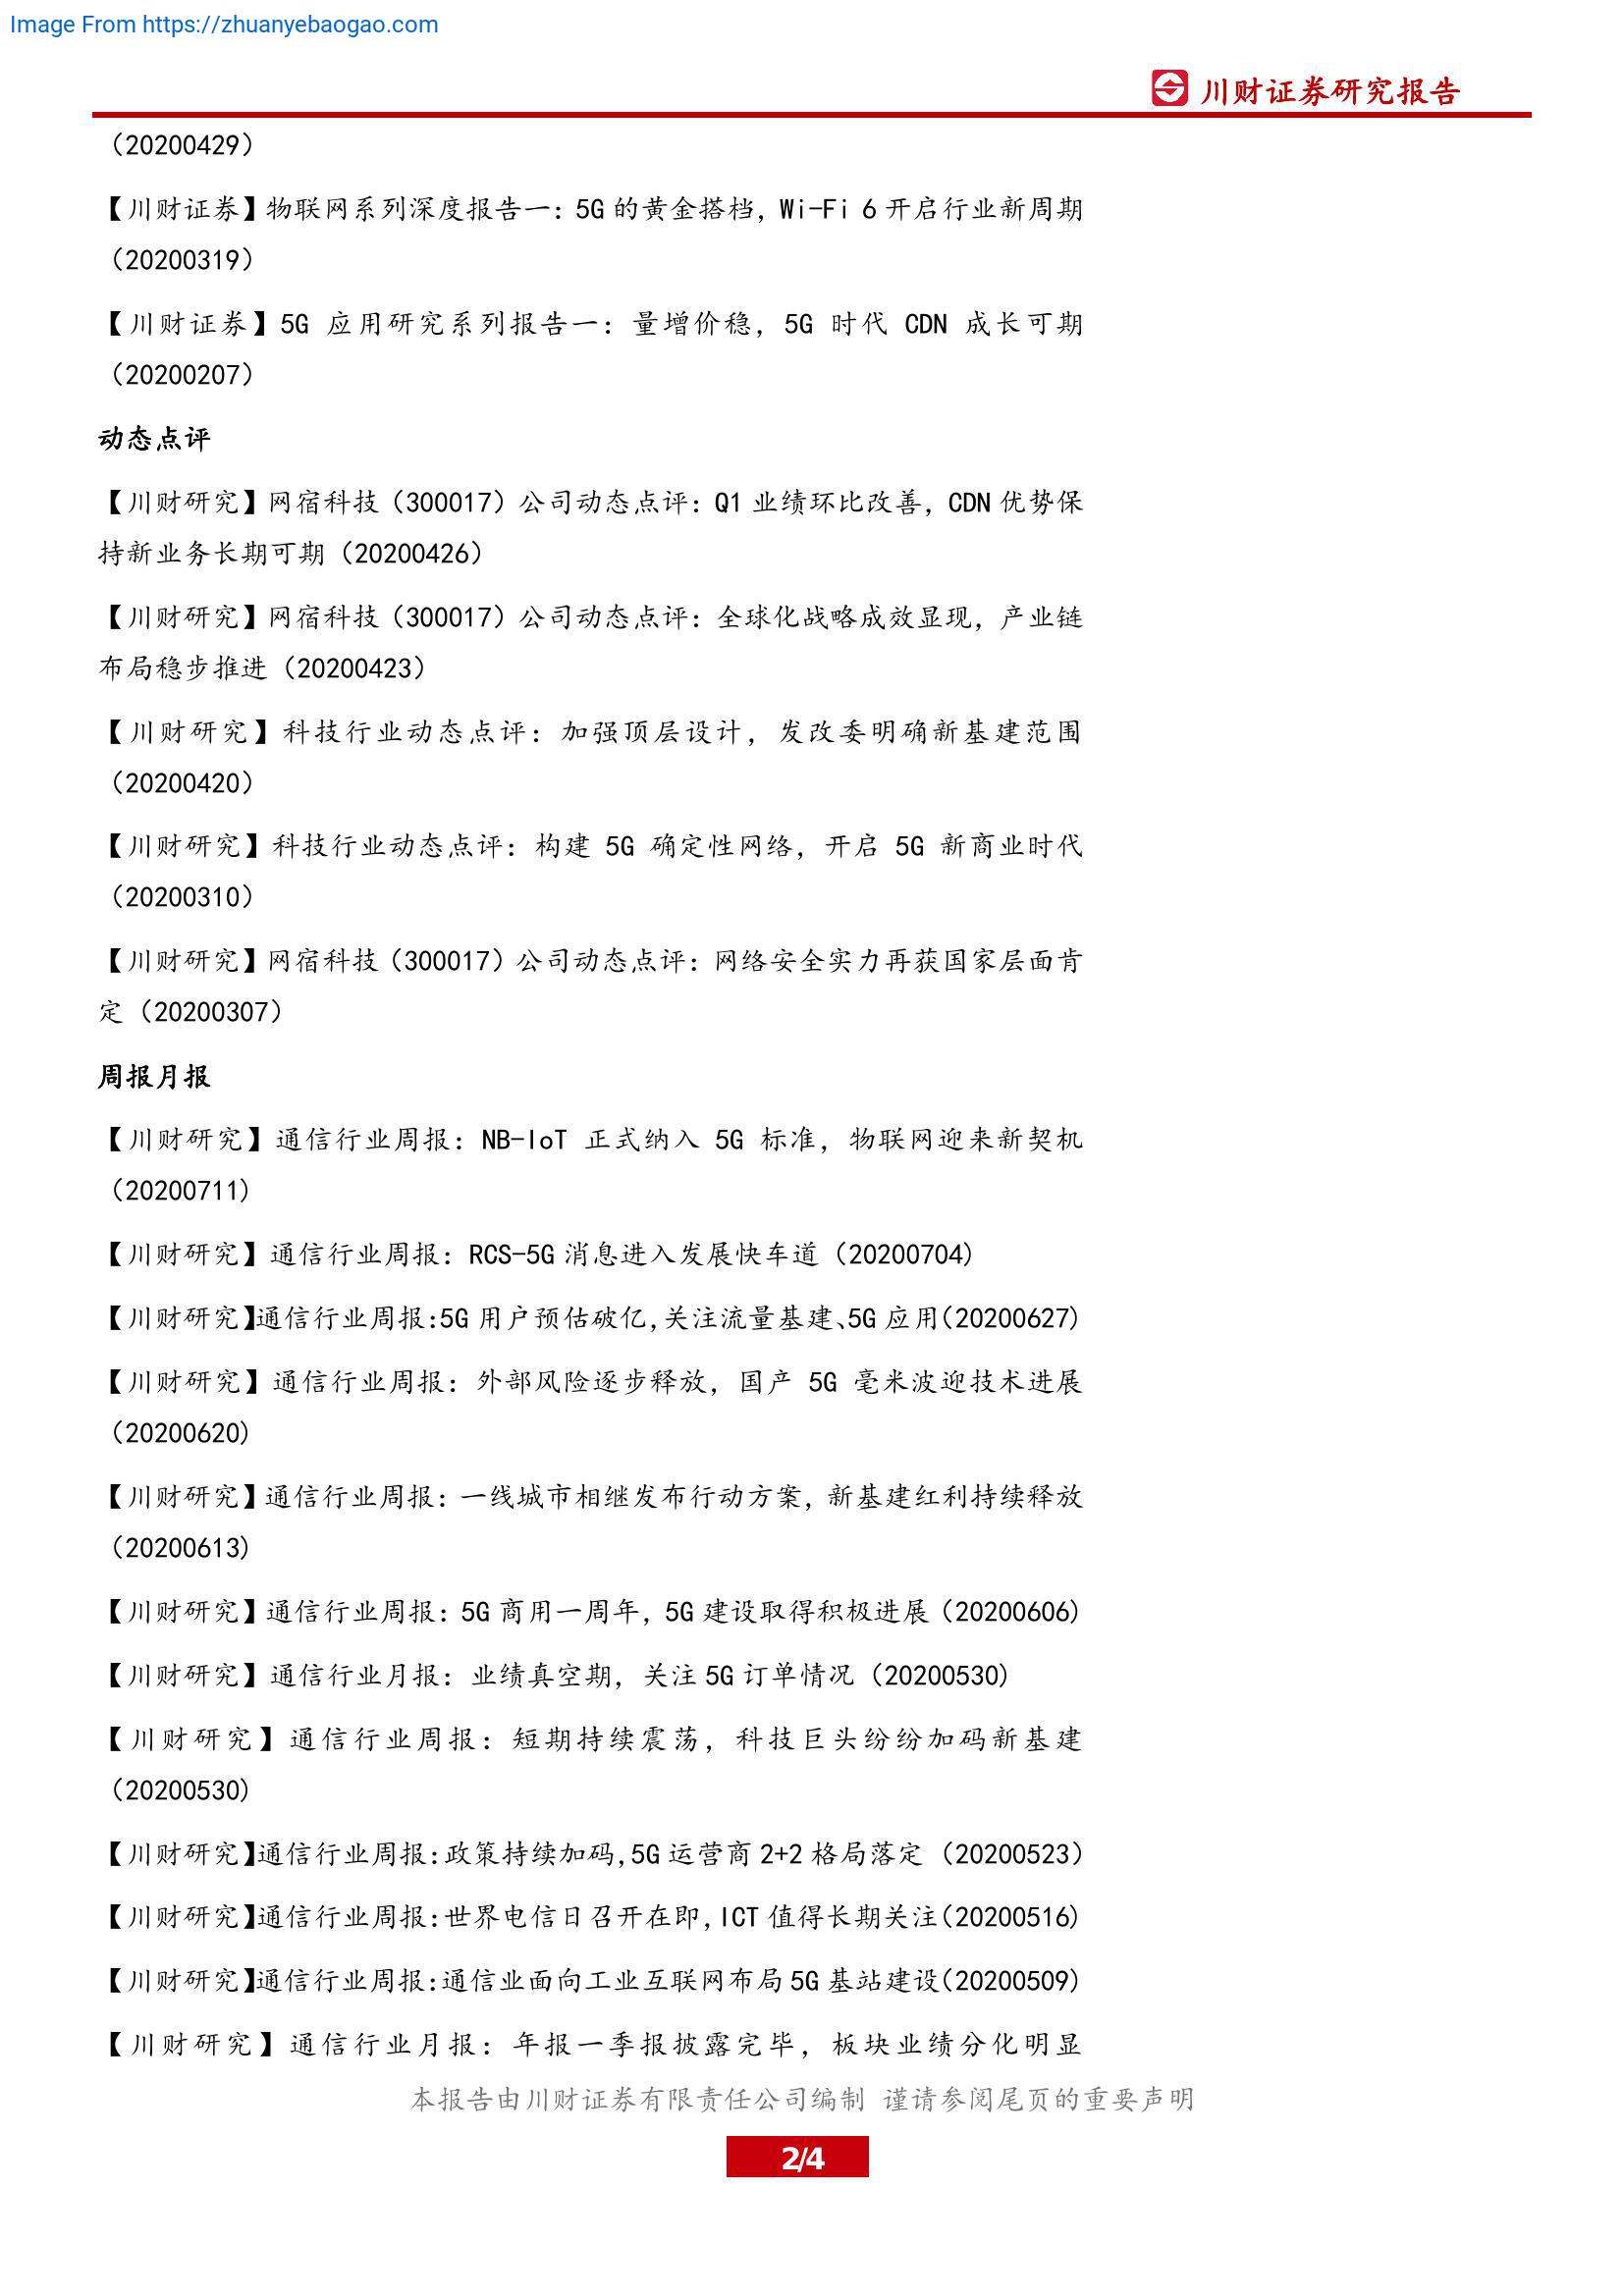 Image From https://zhuanyebaogao.com
川财证券研究报告
（20200429）
【川财证券】物联网系列深度报告一：5G 的黄金搭档，Wi-Fi 6 开启行业新周期
（20200319）
【川财证券】5G 应用研究系列报告一：量增价稳，5G 时代 CDN 成长可期
（20200207）
动态点评
【川财研究】网宿科技（300017）公司动态点评：Q1 业绩环比改善，CDN 优势保
持新业务长期可期（20200426）
【川财研究】网宿科技（300017）公司动态点评：全球化战略成效显现，产业链
布局稳步推进（20200423）
【川财研究】科技行业动态点评：加强顶层设计，发改委明确新基建范围
（20200420）
【川财研究】科技行业动态点评：构建 5G 确定性网络，开启 5G 新商业时代
（20200310）
【川财研究】网宿科技（300017）公司动态点评：网络安全实力再获国家层面肯
定（20200307）
周报月报
【川财研究】通信行业周报：NB-IoT 正式纳入 5G 标准，物联网迎来新契机
（20200711)
【川财研究】通信行业周报：RCS-5G 消息进入发展快车道（20200704)
【川财研究】通信行业周报：5G 用户预估破亿，关注流量基建、5G 应用（20200627)
【川财研究】通信行业周报：外部风险逐步释放，国产 5G 毫米波迎技术进展
（20200620)
【川财研究】通信行业周报：一线城市相继发布行动方案，新基建红利持续释放
（20200613)
【川财研究】通信行业周报：5G 商用一周年，5G 建设取得积极进展（20200606)
【川财研究】通信行业月报：业绩真空期，关注 5G 订单情况（20200530)
【川财研究】通信行业周报：短期持续震荡，科技巨头纷纷加码新基建
（20200530)
【川财研究】通信行业周报：政策持续加码，5G 运营商 2+2 格局落定（20200523）
【川财研究】通信行业周报：世界电信日召开在即，ICT 值得长期关注（20200516)
【川财研究】通信行业周报：通信业面向工业互联网布局 5G 基站建设（20200509)
【川财研究】通信行业月报：年报一季报披露完毕，板块业绩分化明显
本报告由川财证券有限责任公司编制 谨请参阅尾页的重要声明
2/4